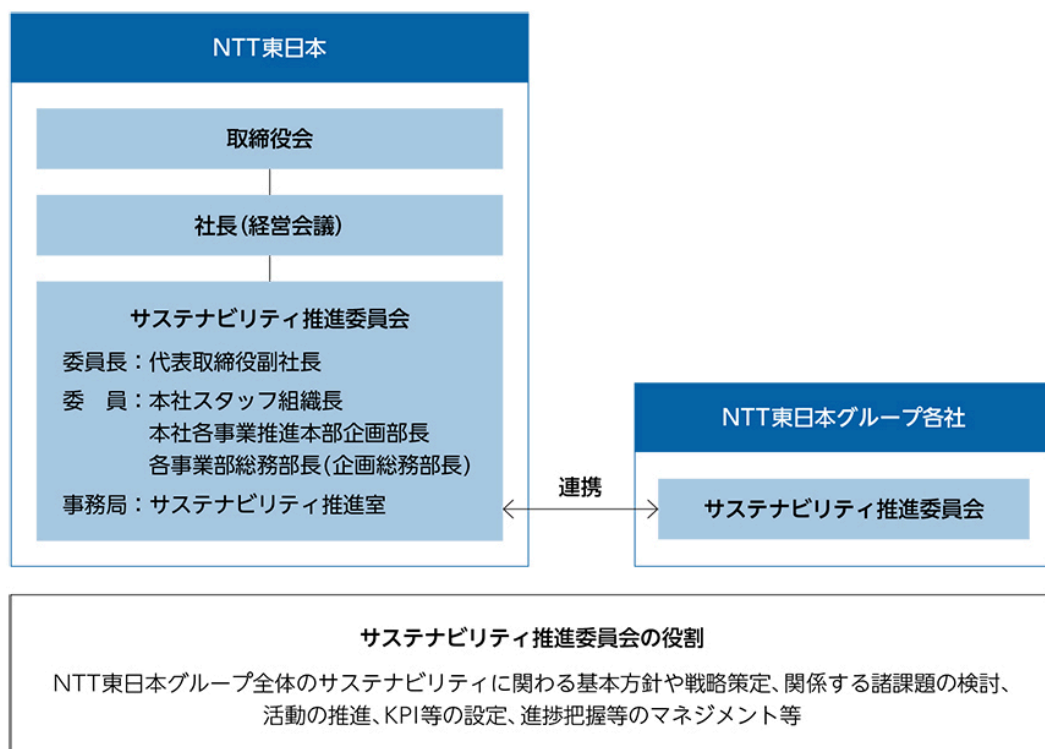 NTT東日本
取締役会
社長(経営会議)
サステナビリティ推進委員会
委員長：代表取締役副社長
委　員：本社スタッフ組織長
本社各事業推進本部企画部長
各事業部総務部長(企画総務部長)
事務局：サステナビリティ推進室
連携
NTT東日本グループ各社
サステナビリティ推進委員会
サステナビリティ推進委員会の役割
NTT東日本グループ全体のサステナビリティに関わる基本方針や戦略策定、関係する諸課題の検討、
活動の推進、KPI等の設定、進捗把握等のマネジメント等